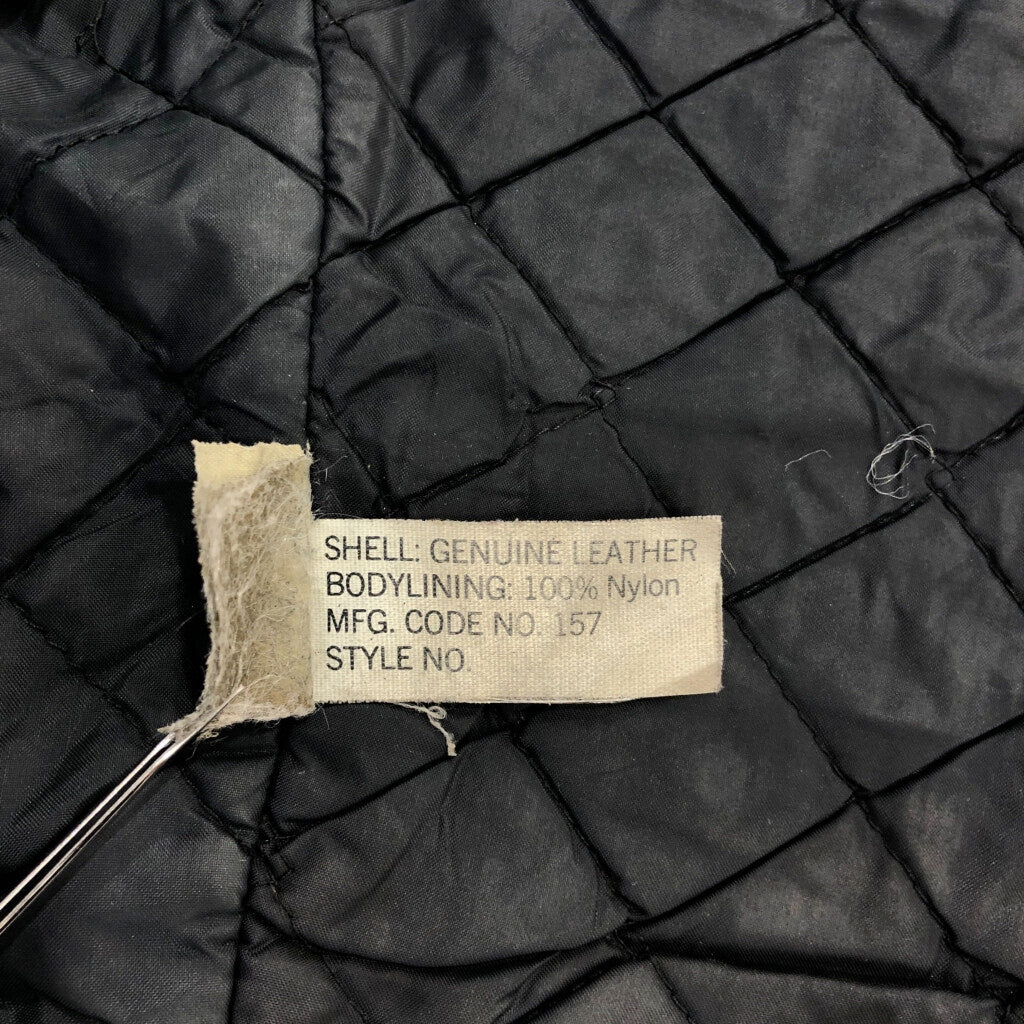 SHELL: GENUINE LEATHER
BODYLINING: 100% Nylon
MFG. CODE NO. 157
STYLE NO.